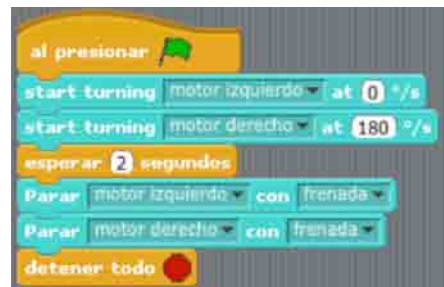 al presionar
start turning motor izquierdo at 0 °/s
start turning motor derecho at 180 °/s
esperar 2 segundos
Parar motor izquierdo con frenada
Parar motor derecho con frenada
detener todo